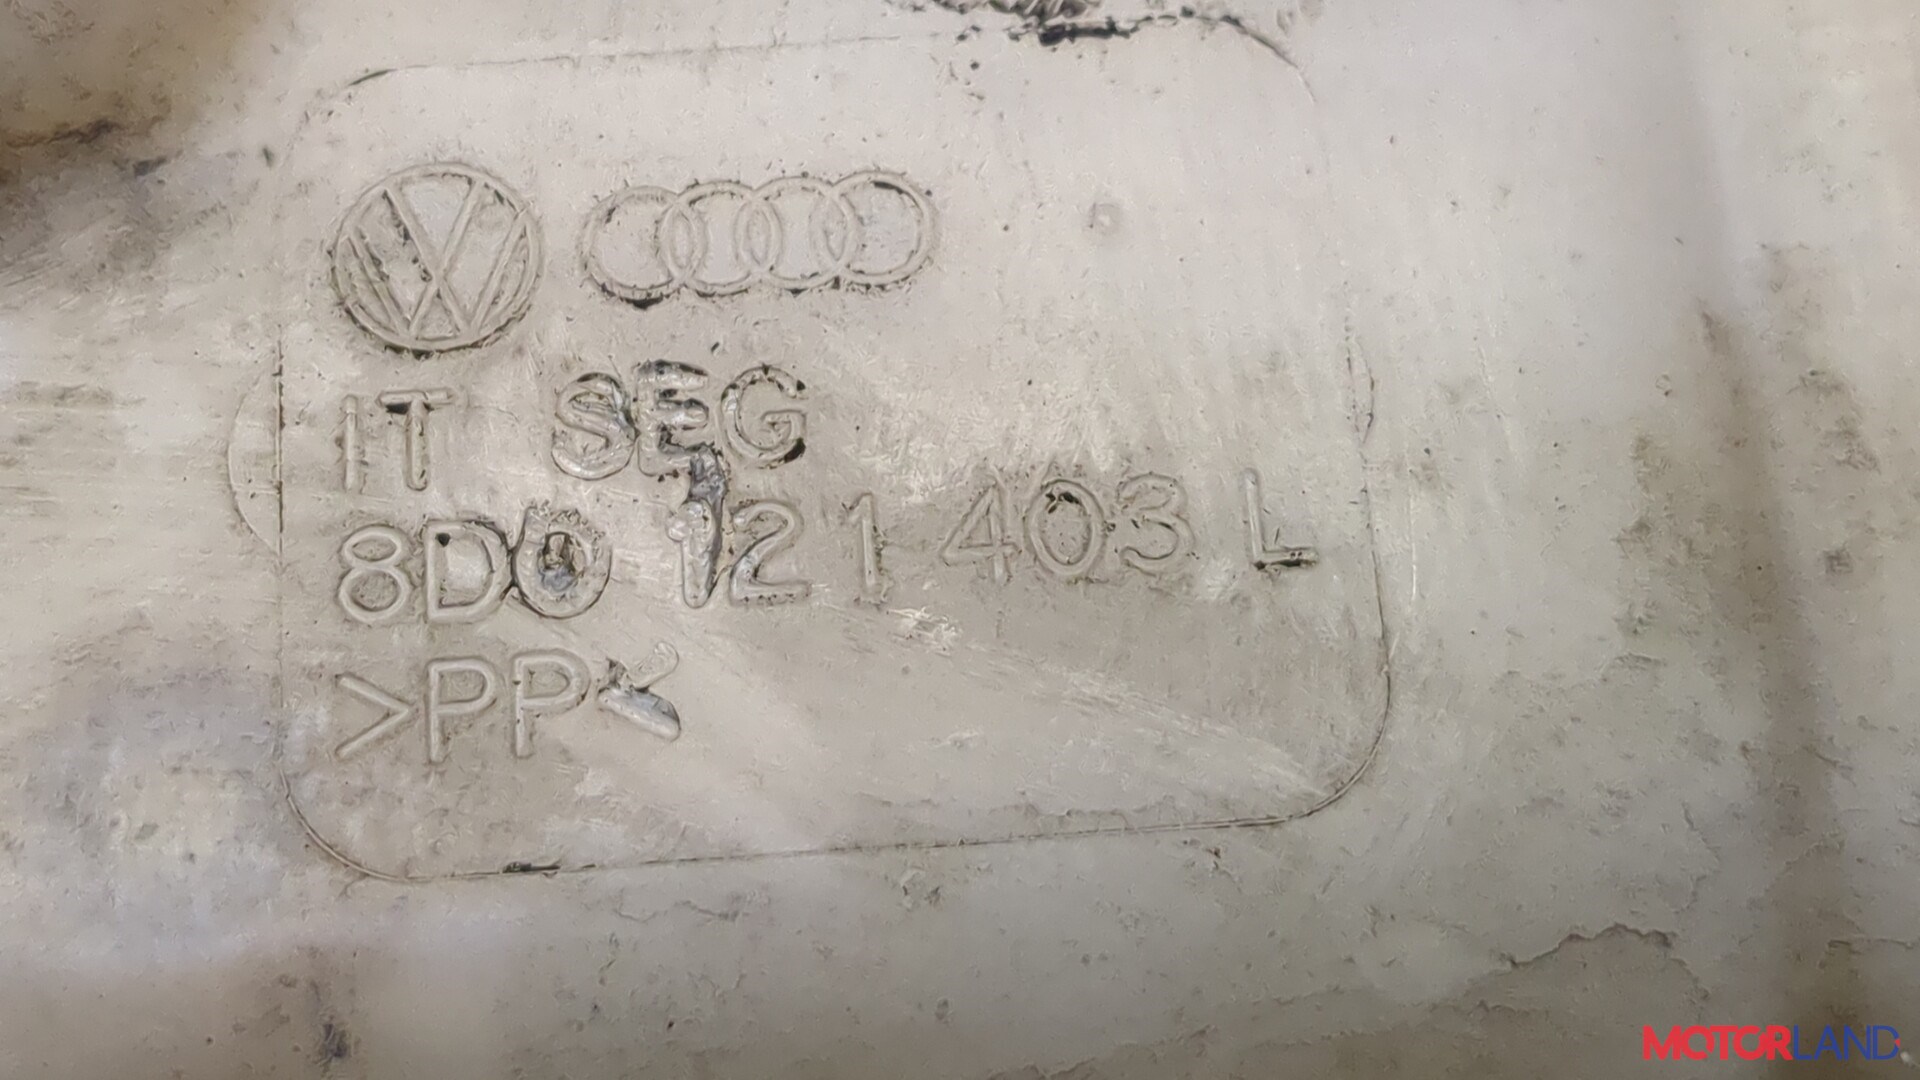 IT SEG
8D0 121 403 L
>PP<
MOTORLAND